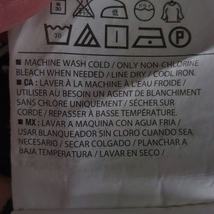 ■ MACHINE WASH COLD / ONLY NON-CHLORINE
BLEACH WHEN NEEDED / LINE DRY / COOL IRON.
■ CA : LAVER À LA MACHINE À L'EAU FROIDE /
UTILISER AU BESOIN UN AGENT DE BLANCHIMENT
SANS CHLORE UNIQUEMENT / SÉCHER SUR
CORDE / REPASSER À BASSE TEMPÉRATURE.
■ MX : LAVAR A MAQUINA CON AGUA FRIA /
USAR BLANQUEADOR SIN CLORO CUANDO SEA
NECESARIO / SECAR COLGADO / PLANCHAR A
BAJA TEMPERATURA / LAVAR EN SECO /